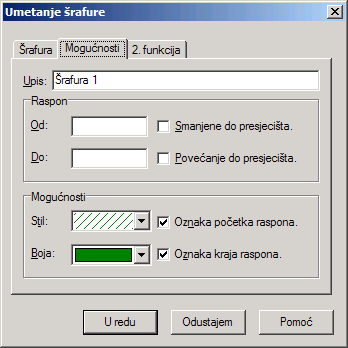 Umetanje šrafure
Šrafura Mogućnosti 2. funkcija
Upis: Šrafura 1
Raspon
Od: Smanjene do presjecišta.
Do: Povećanje do presjecišta.
Mogućnosti
Stil: Oznaka početka raspona.
Boja: Oznaka kraja raspona.
U redu Odustajem Pomoć